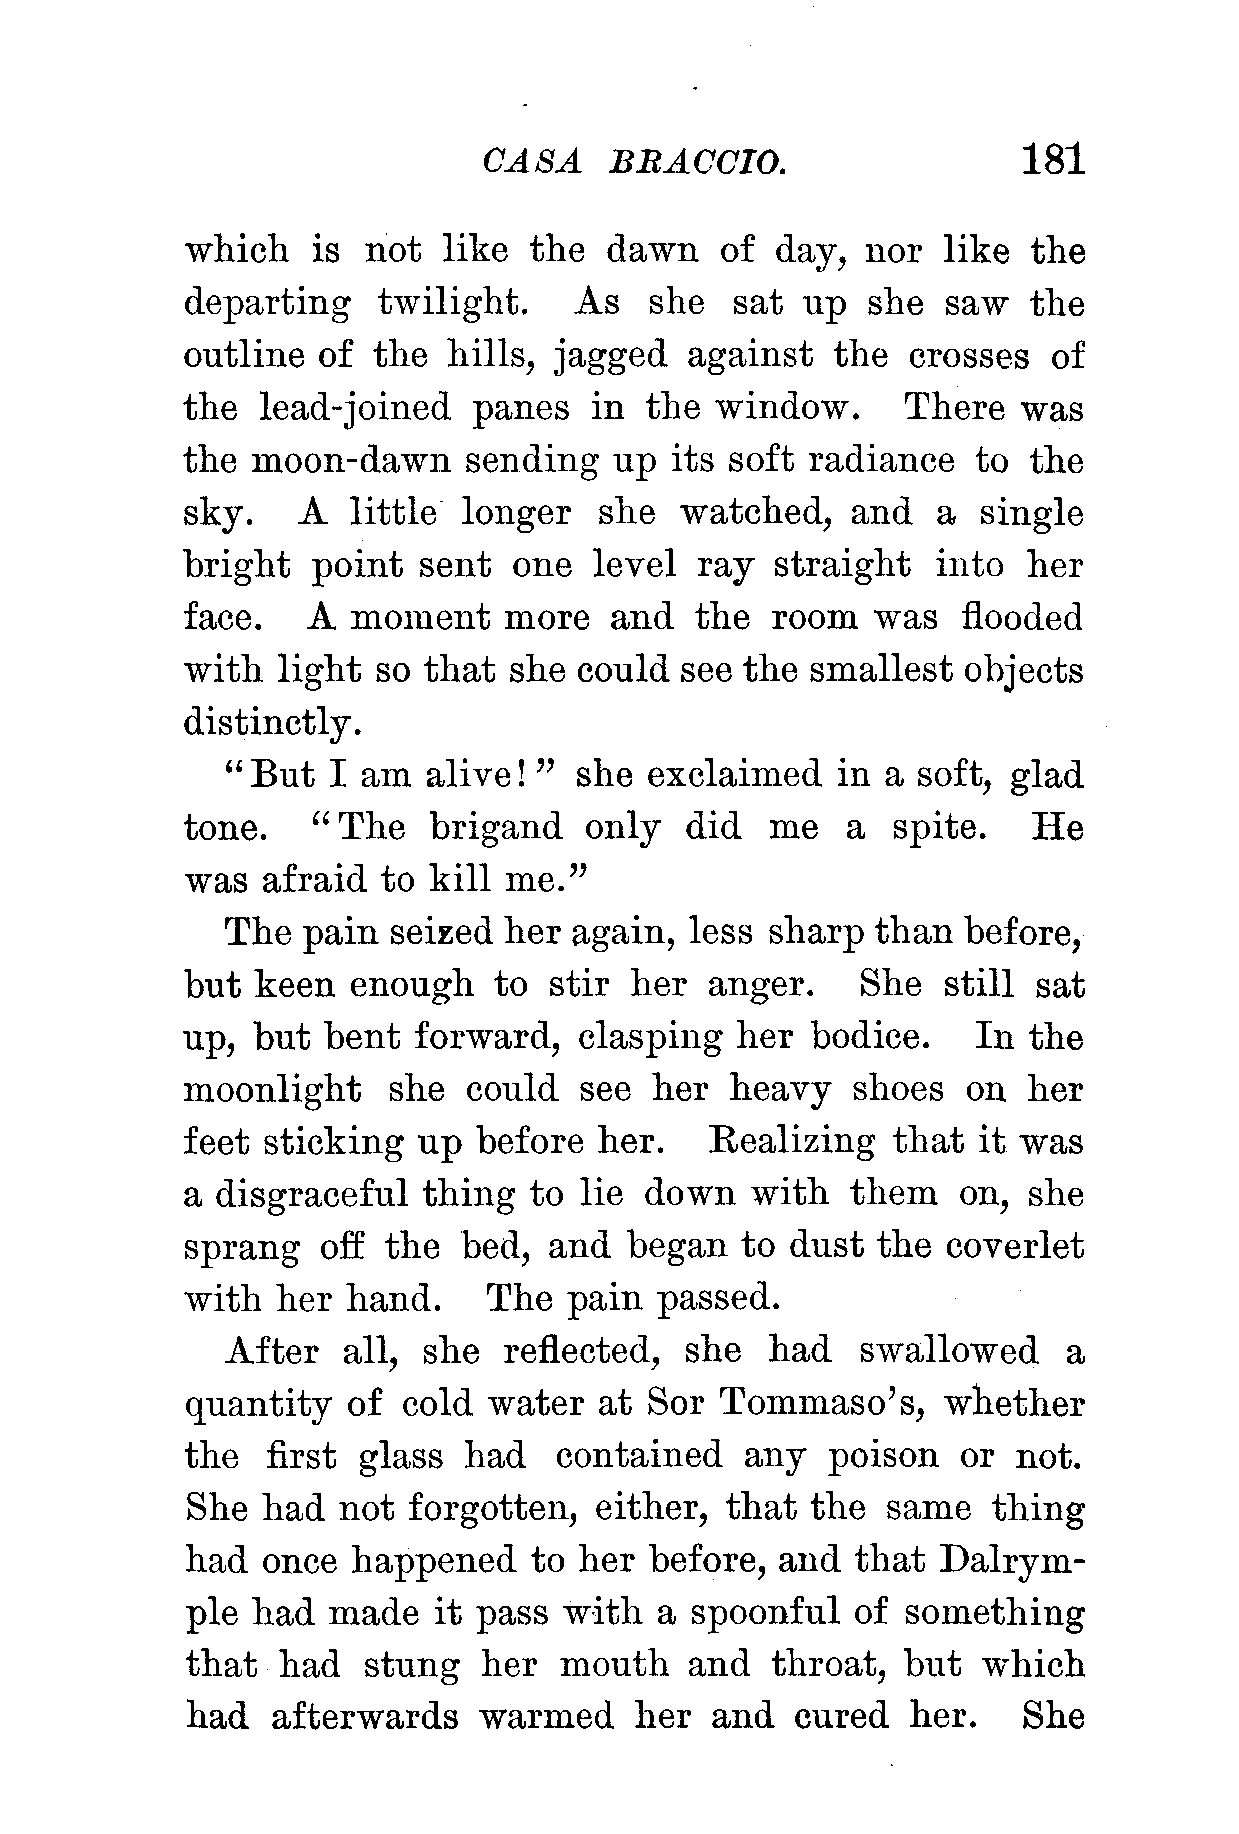 CASA BRACCIO. 181
which is not like the dawn of day, nor like the
departing twilight. As she sat up she saw the
outline of the hills, jagged against the crosses of
the lead-joined panes in the window. There was
the moon-dawn sending up its soft radiance to the
sky. A little longer she watched, and a single
bright point sent one level ray straight into her
face. A moment more and the room was flooded
with light so that she could see the smallest objects
distinctly.
“But I am alive!” she exclaimed in a soft, glad
tone. “The brigand only did me a spite. He
was afraid to kill me.”
The pain seized her again, less sharp than before,
but keen enough to stir her anger. She still sat
up, but bent forward, clasping her bodice. In the
moonlight she could see her heavy shoes on her
feet sticking up before her. Realizing that it was
a disgraceful thing to lie down with them on, she
sprang off the bed, and began to dust the coverlet
with her hand. The pain passed.
After all, she reflected, she had swallowed a
quantity of cold water at Sor Tommaso’s, whether
the first glass had contained any poison or not.
She had not forgotten, either, that the same thing
had once happened to her before, and that Dalrym-
ple had made it pass with a spoonful of something
that had stung her mouth and throat, but which
had afterwards warmed her and cured her. She